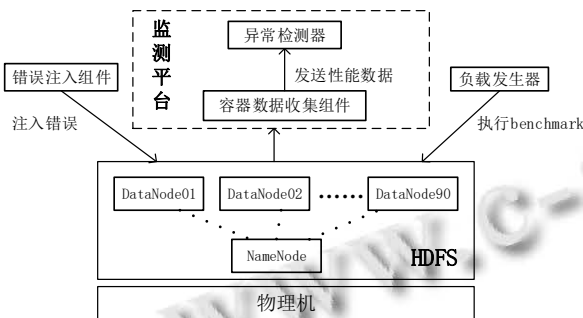 监测平台
异常检测器
发送性能数据
容器数据收集组件
错误注入组件
注入错误
负载发生器
执行benchmark
DataNode01
DataNode02
......
DataNode90
NameNode
HDFS
物理机
www.c-